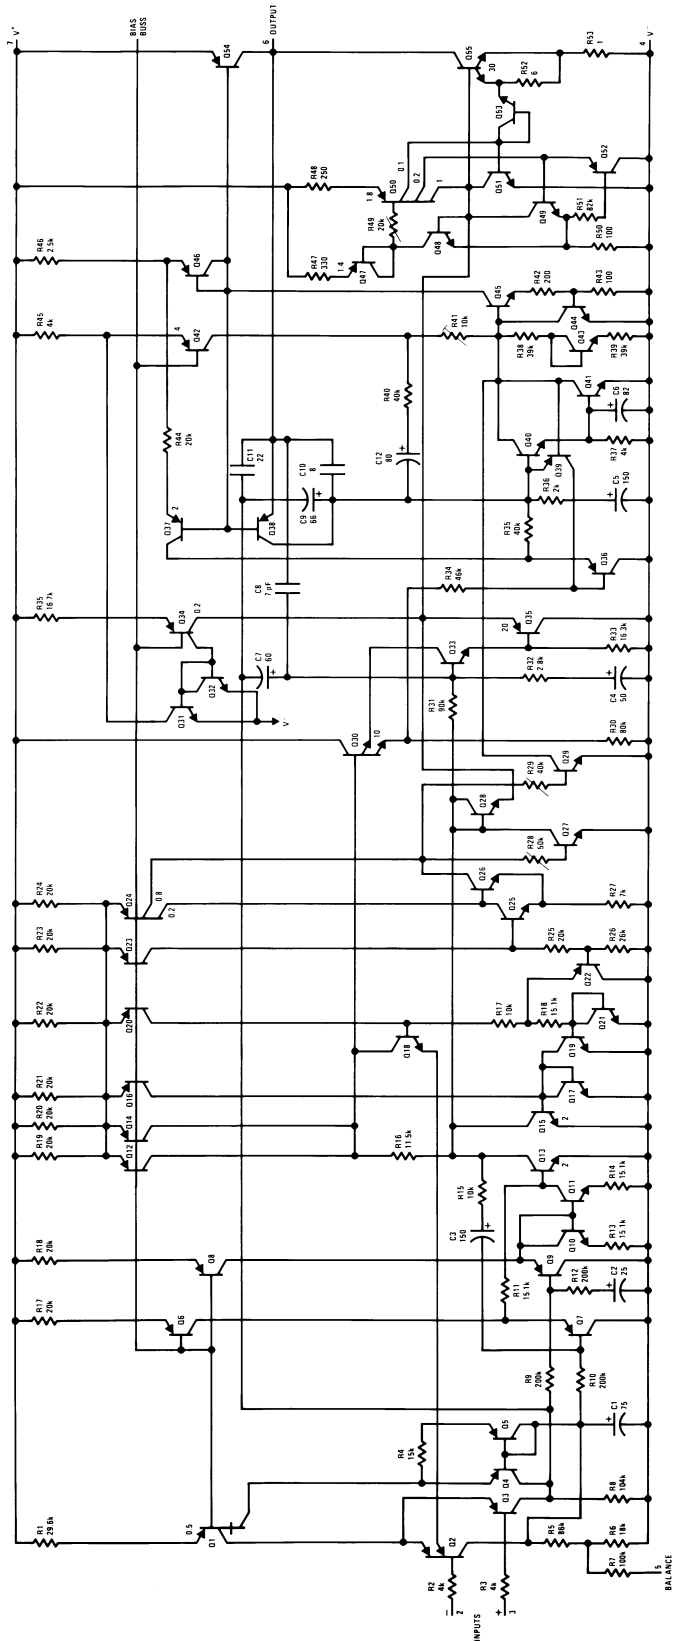 7 V+
R1
29.6k
R17
20k
R18
20k
R19
20k
R20
20k
R21
20k
R22
20k
R23
20k
R24
20k
R35
16.7k
R45
4k
R46
2.5k
BIAS
BUSS
Q1
0.5
Q6
Q8
Q12
Q14
Q16
Q20
Q23
Q24
0.8
0.2
Q31
Q32
Q34
0.2
V-
Q37
2
R44
20k
Q42
4
Q46
Q54
C7
60
C8
7 pF
Q38
C9
66
C10
8
C11
22
6 OUTPUT
R2
4k
R3
4k
- 2
+ 3
INPUTS
Q2
Q3
Q4
R4
15k
Q5
Q18
Q30
10
Q33
R31
90k
R34
46k
C12
80
R40
40k
R41
10k
R47
330
R48
250
Q47
1.4
R49
20k
Q50
1.8
0.1
0.2
1
Q48
R9
200k
R10
200k
Q7
R11
15.1k
Q9
R12
200k
C3
150
R15
10k
R16
11.5k
Q10
Q11
Q13
2
Q15
2
Q17
Q19
Q21
R17
10k
R18
15.1k
Q22
R25
20k
Q25
Q26
R28
50k
Q27
Q28
R29
40k
Q29
R32
2.8k
Q35
20
Q36
R35
40k
R36
2k
Q39
Q40
Q41
R38
39k
Q43
Q44
Q45
R42
200
Q49
Q51
Q52
Q53
Q55
30
R52
6
R5
86k
R6
18k
R7
100k
R8
104k
C1
75
C2
25
R13
15.1k
R14
15.1k
R26
26k
R27
7k
R30
80k
C4
50
R33
16.3k
C5
150
R37
4k
C6
82
R39
39k
R43
100
R50
100
R51
82k
R53
1
4 V-
5
BALANCE